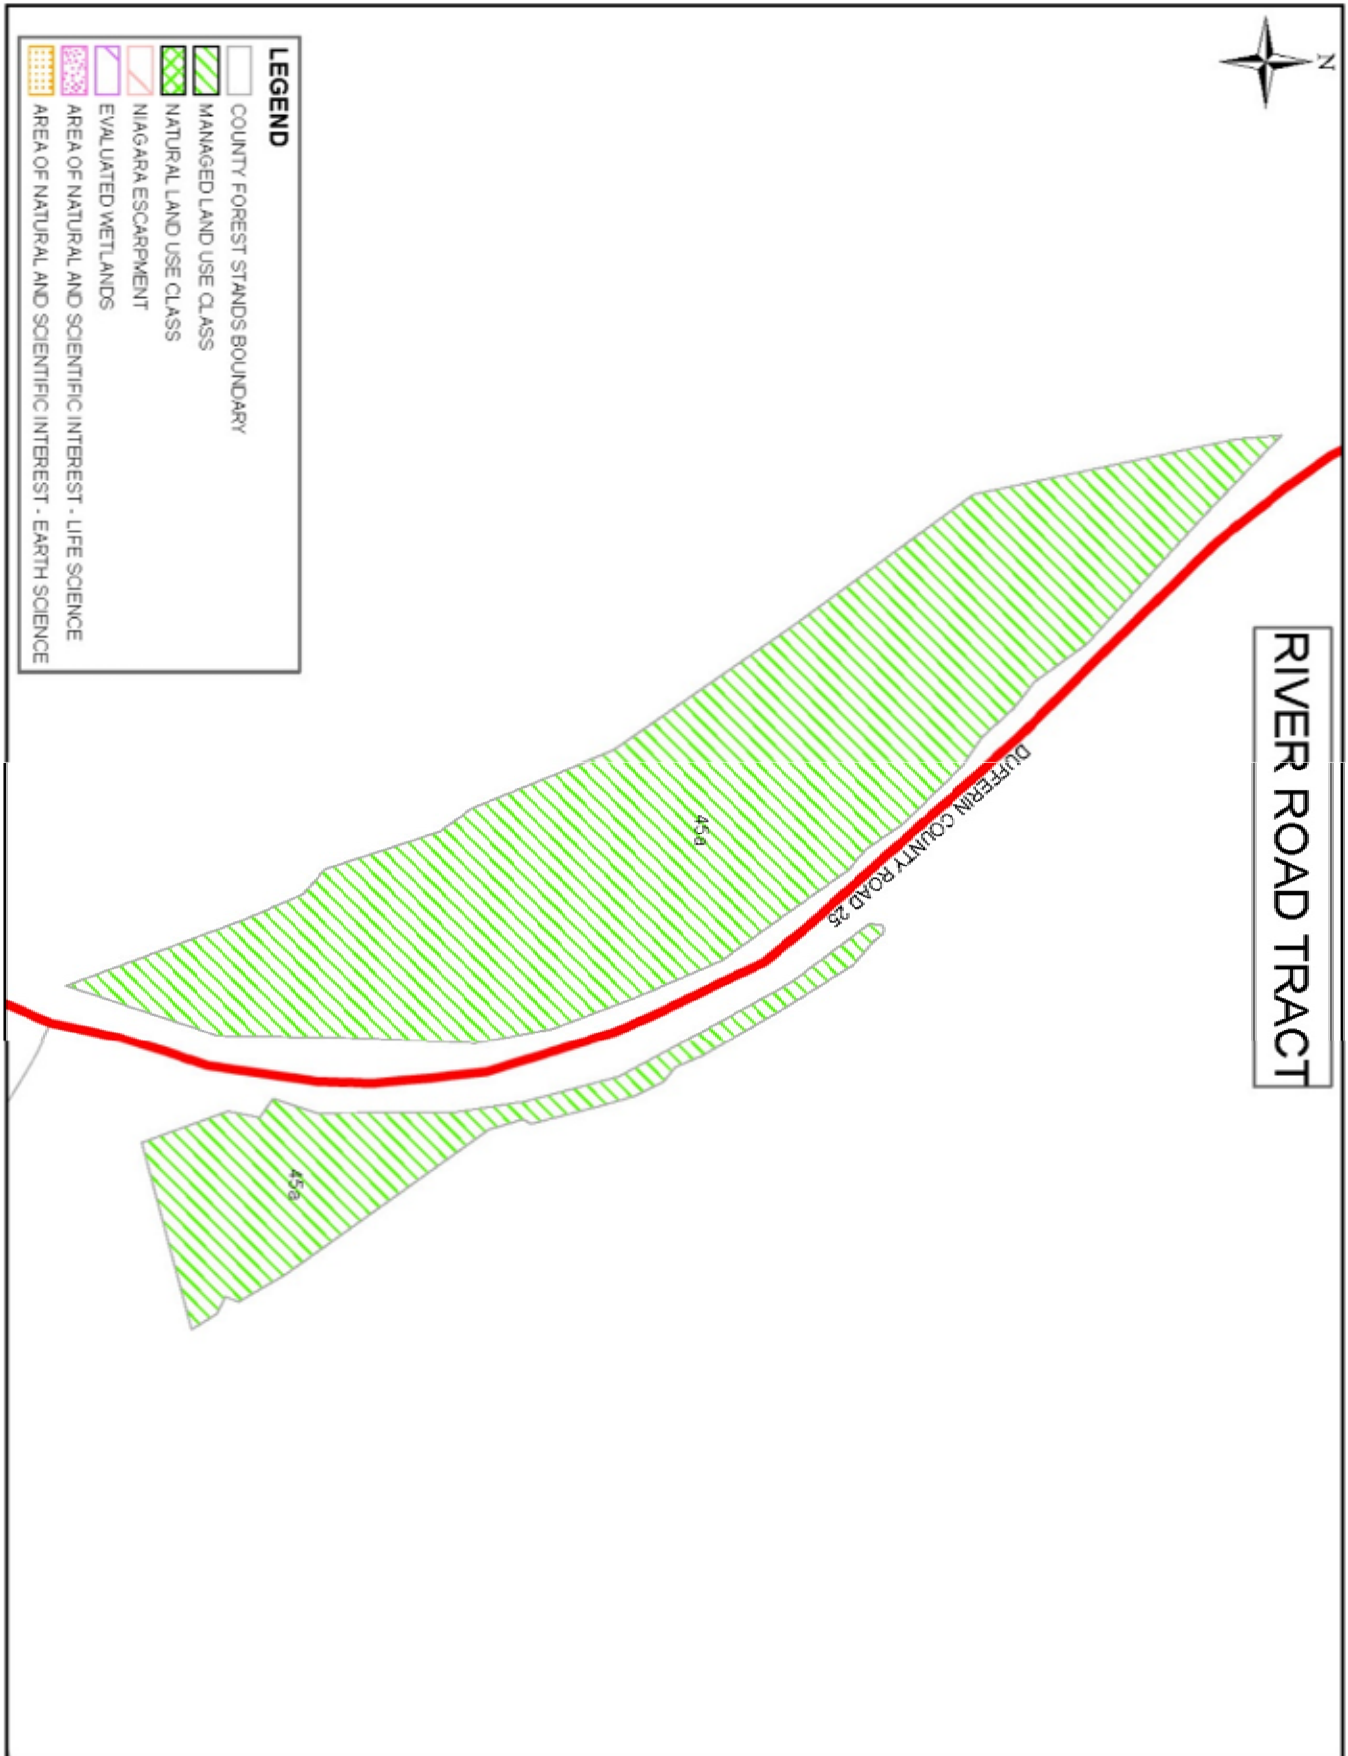 N
RIVER ROAD TRACT
DUFFERIN COUNTY ROAD 25
45a
45a
LEGEND
COUNTY FOREST STANDS BOUNDARY
MANAGED LAND USE CLASS
NATURAL LAND USE CLASS
NIAGARA ESCARPMENT
EVALUATED WETLANDS
AREA OF NATURAL AND SCIENTIFIC INTEREST - LIFE SCIENCE
AREA OF NATURAL AND SCIENTIFIC INTEREST - EARTH SCIENCE